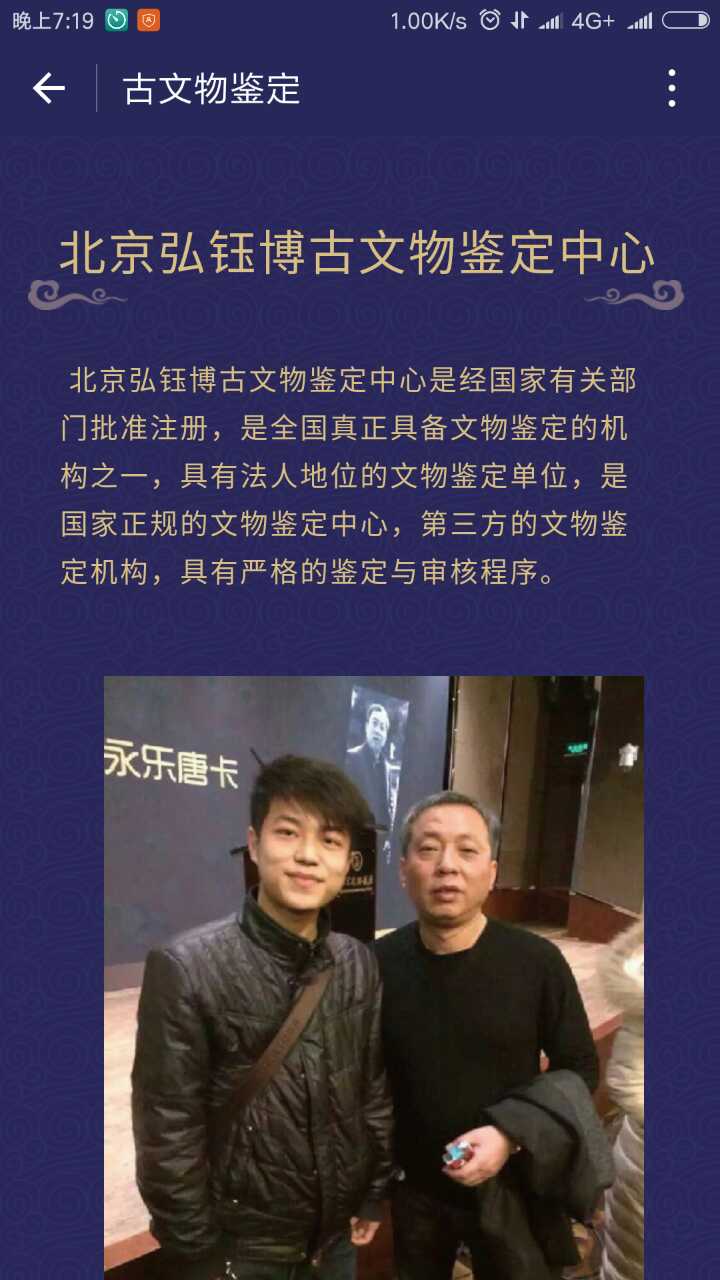 晚上7:19
1.00K/s
4G+
古文物鉴定
北京弘钰博古文物鉴定中心
北京弘钰博古文物鉴定中心是经国家有关部
门批准注册，是全国真正具备文物鉴定的机
构之一，具有法人地位的文物鉴定单位，是
国家正规的文物鉴定中心，第三方的文物鉴
定机构，具有严格的鉴定与审核程序。
永乐唐卡